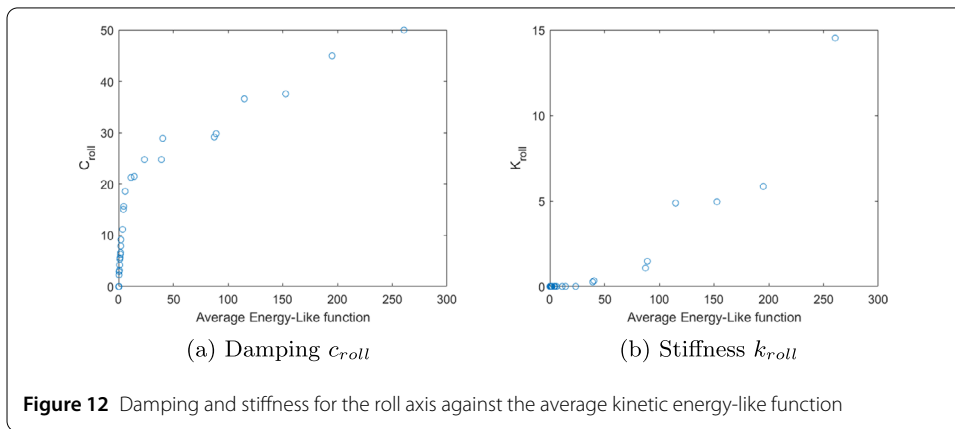 50
40
30
20
10
0
C_roll
0 50 100 150 200 250 300
Average Energy-Like function
(a) Damping c_roll
15
10
5
0
K_roll
0 50 100 150 200 250 300
Average Energy-Like function
(b) Stiffness k_roll
Figure 12 Damping and stiffness for the roll axis against the average kinetic energy-like function